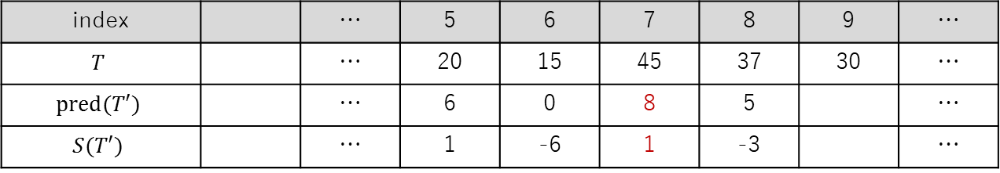 index … 5 6 7 8 9 …
T … 20 15 45 37 30 …
pred(T′) … 6 0 8 5 …
S(T′) … 1 -6 1 -3 …